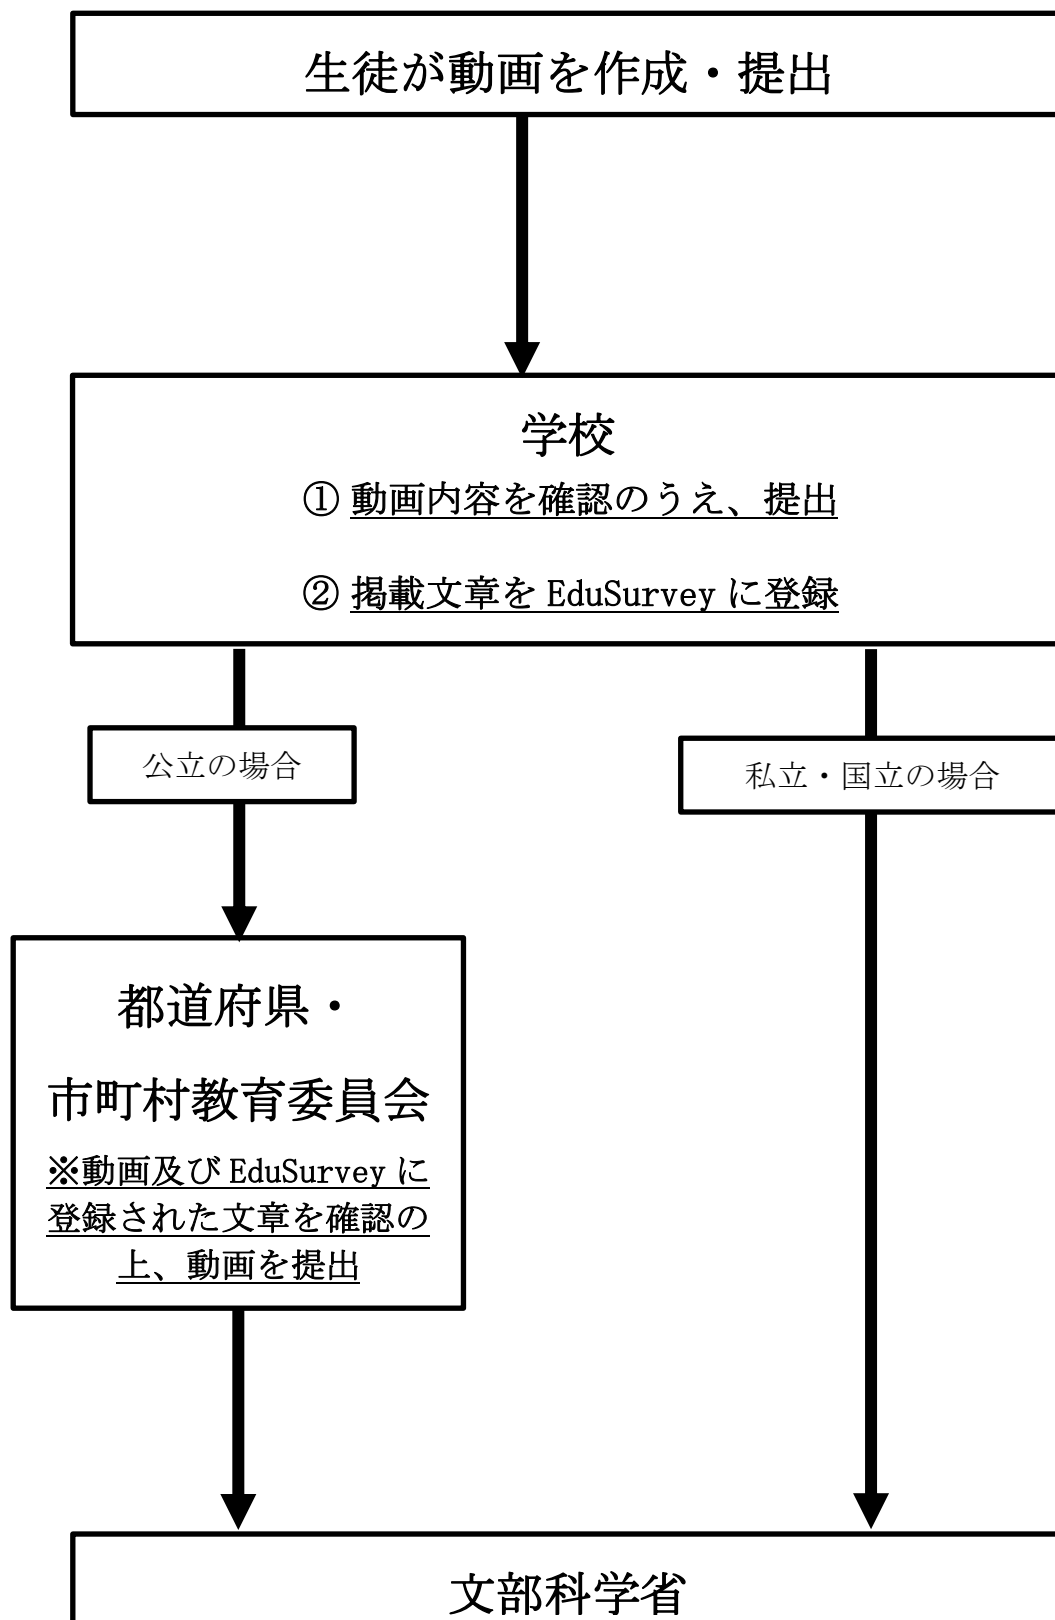 生徒が動画を作成・提出
学校
① 動画内容を確認のうえ、提出
② 掲載文章を EduSurvey に登録
公立の場合
私立・国立の場合
都道府県・
市町村教育委員会
※動画及び EduSurvey に
登録された文章を確認の
上、動画を提出
文部科学省